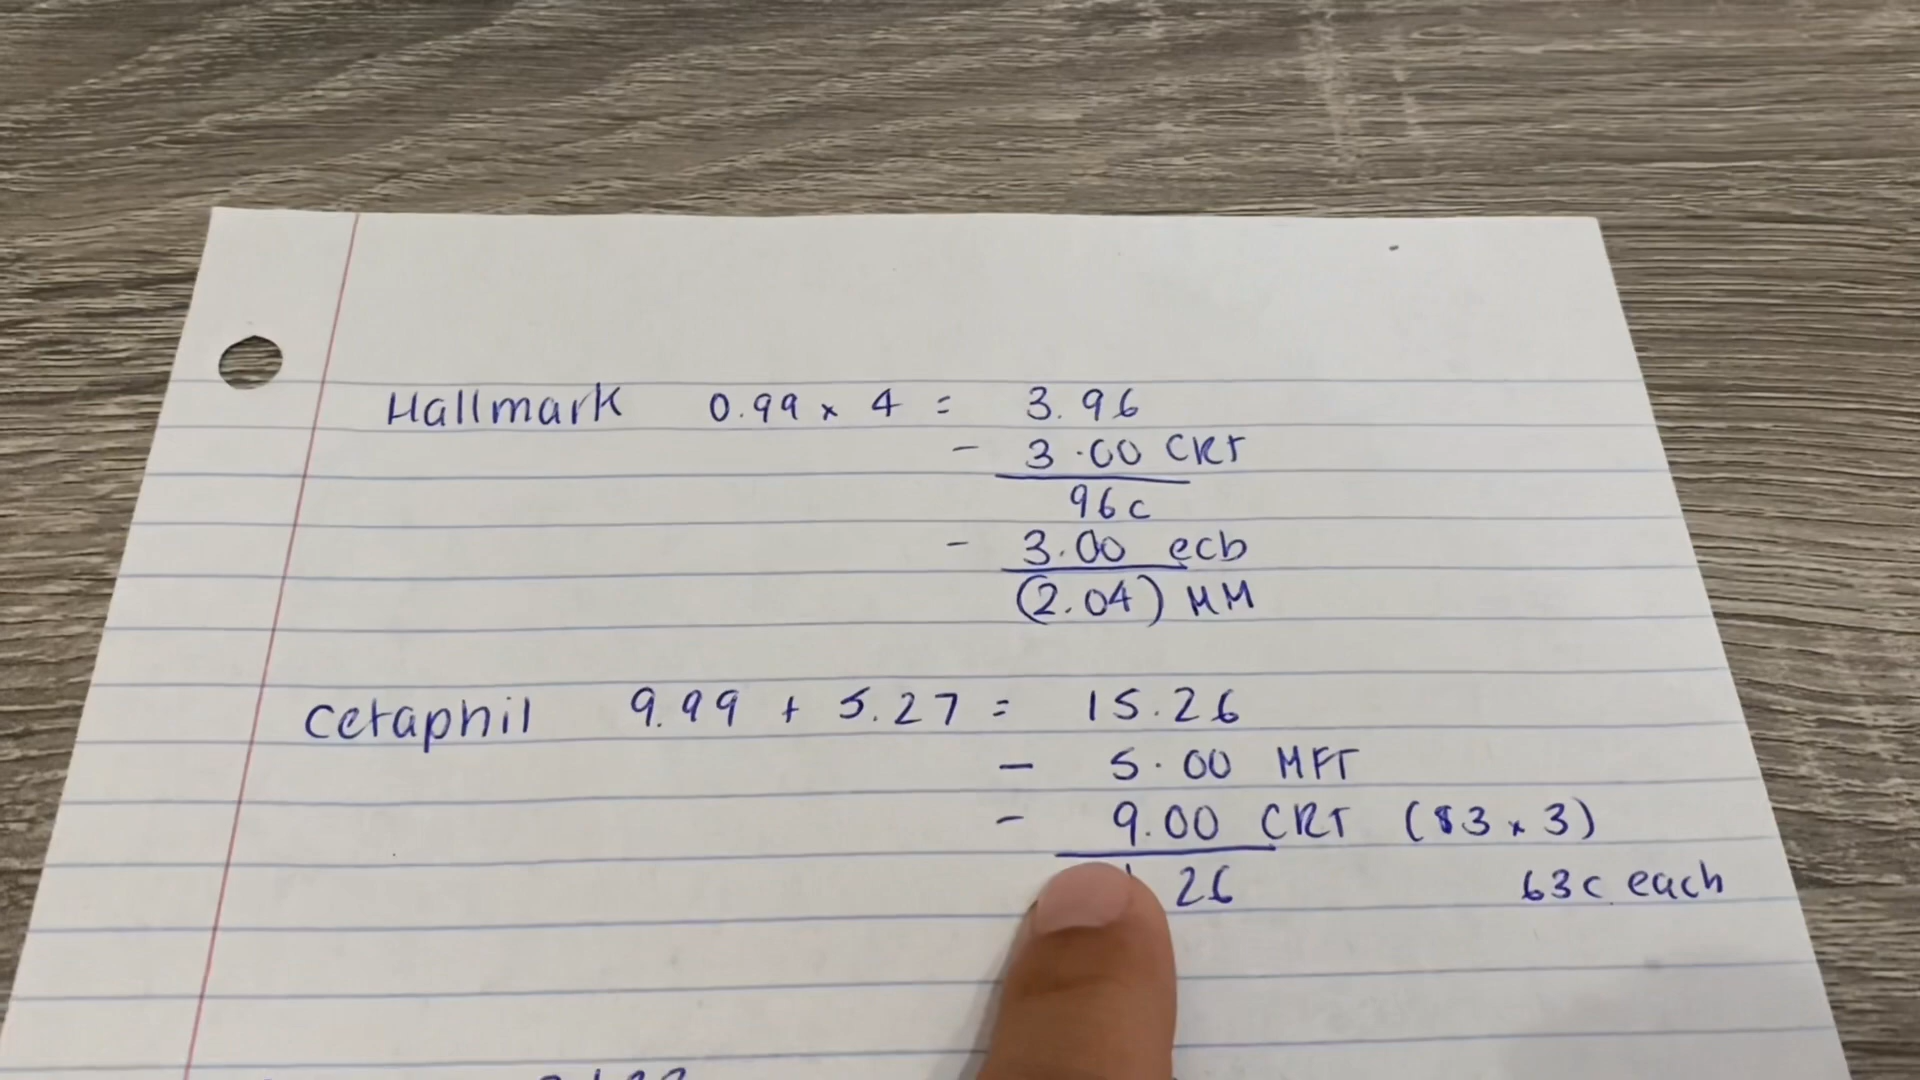 Hallmark 0.99 x 4 = 3.96
- 3.00 CRT
96c
- 3.00 ecb
(2.04) MM
Cetaphil 9.99 + 5.27 = 15.26
- 5.00 MFT
- 9.00 CRT ($3 x 3)
26 63c each